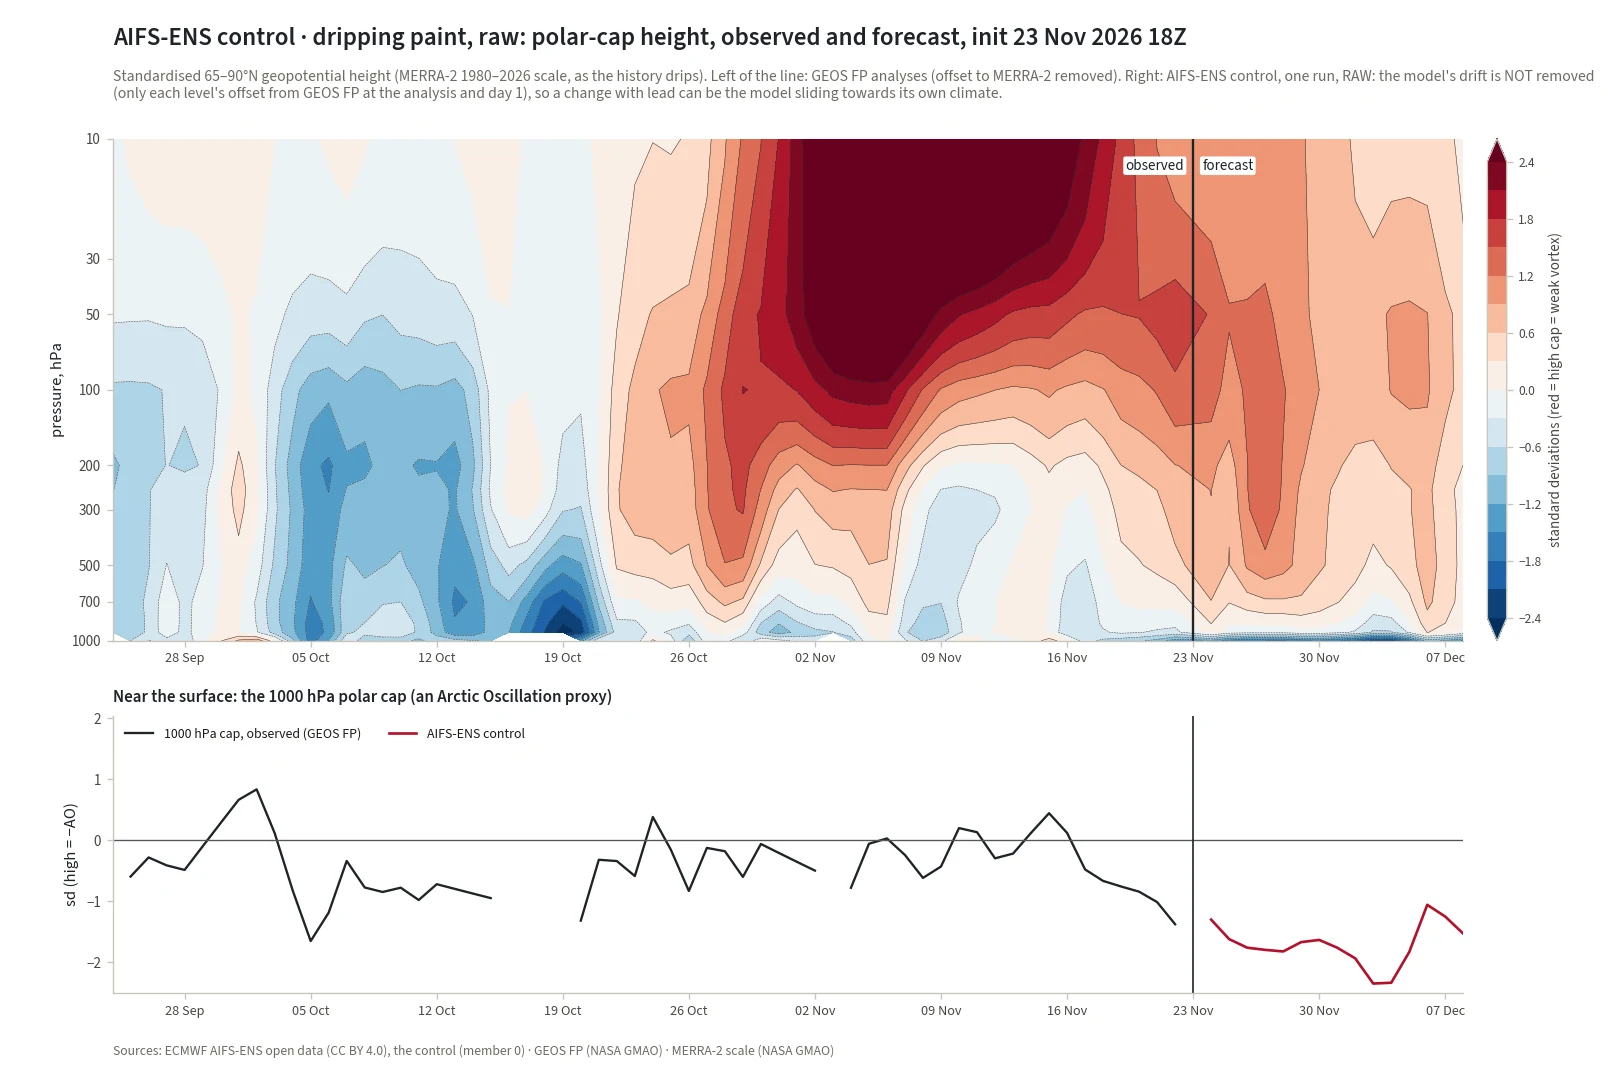 AIFS-ENS control · dripping paint, raw: polar-cap height, observed and forecast, init 23 Nov 2026 18Z
Standardised 65–90°N geopotential height (MERRA-2 1980–2026 scale, as the history drips). Left of the line: GEOS FP analyses (offset to MERRA-2 removed). Right: AIFS-ENS control, one run, RAW: the model's drift is NOT removed
(only each level's offset from GEOS FP at the analysis and day 1), so a change with lead can be the model sliding towards its own climate.
pressure, hPa
10
30
50
100
200
300
500
700
1000
observed
forecast
28 Sep
05 Oct
12 Oct
19 Oct
26 Oct
02 Nov
09 Nov
16 Nov
23 Nov
30 Nov
07 Dec
2.4
1.8
1.2
0.6
0.0
−0.6
−1.2
−1.8
−2.4
standard deviations (red = high cap = weak vortex)
Near the surface: the 1000 hPa polar cap (an Arctic Oscillation proxy)
sd (high = −AO)
2
1
0
−1
−2
1000 hPa cap, observed (GEOS FP)
AIFS-ENS control
28 Sep
05 Oct
12 Oct
19 Oct
26 Oct
02 Nov
09 Nov
16 Nov
23 Nov
30 Nov
07 Dec
Sources: ECMWF AIFS-ENS open data (CC BY 4.0), the control (member 0) · GEOS FP (NASA GMAO) · MERRA-2 scale (NASA GMAO)